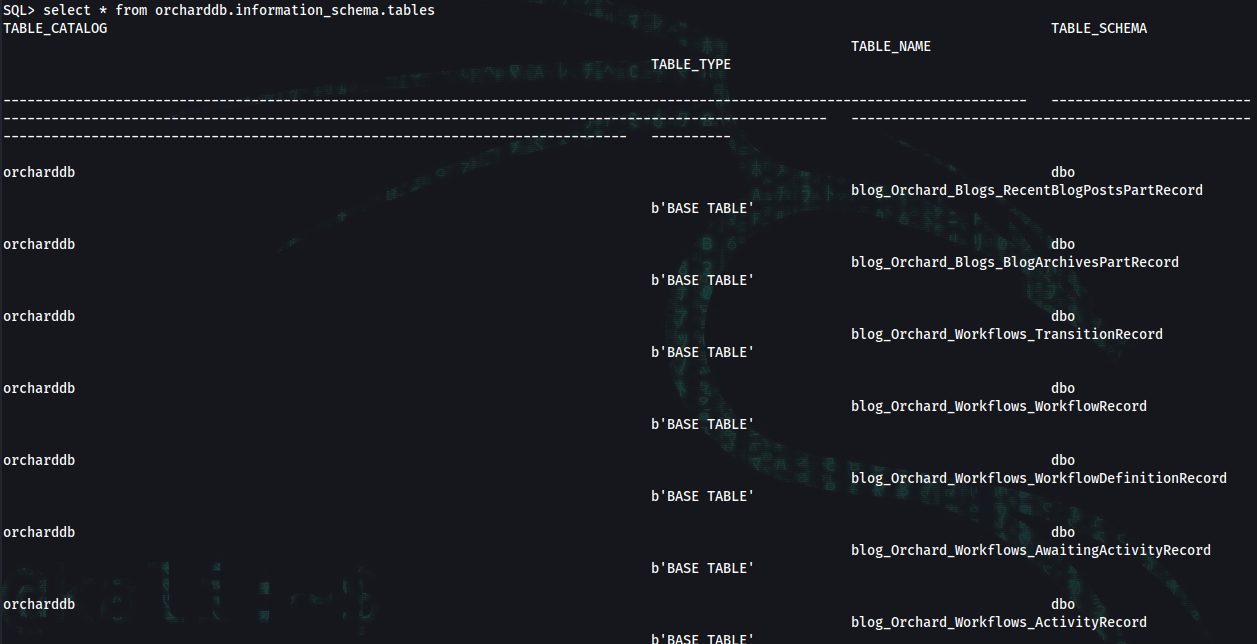 SQL> select * from orcharddb.information_schema.tables
TABLE_CATALOG TABLE_SCHEMA
TABLE_NAME
TABLE_TYPE
-------------------------------------------------------------------------------------------------------------------------------- -------------------------
------------------------------------------------------------------------------------------------------- --------------------------------------------------
------------------------------------------------------------------------------ ----------
orcharddb dbo
blog_Orchard_Blogs_RecentBlogPostsPartRecord
b'BASE TABLE'
orcharddb dbo
blog_Orchard_Blogs_BlogArchivesPartRecord
b'BASE TABLE'
orcharddb dbo
blog_Orchard_Workflows_TransitionRecord
b'BASE TABLE'
orcharddb dbo
blog_Orchard_Workflows_WorkflowRecord
b'BASE TABLE'
orcharddb dbo
blog_Orchard_Workflows_WorkflowDefinitionRecord
b'BASE TABLE'
orcharddb dbo
blog_Orchard_Workflows_AwaitingActivityRecord
b'BASE TABLE'
orcharddb dbo
blog_Orchard_Workflows_ActivityRecord
b'BASE TABLE'